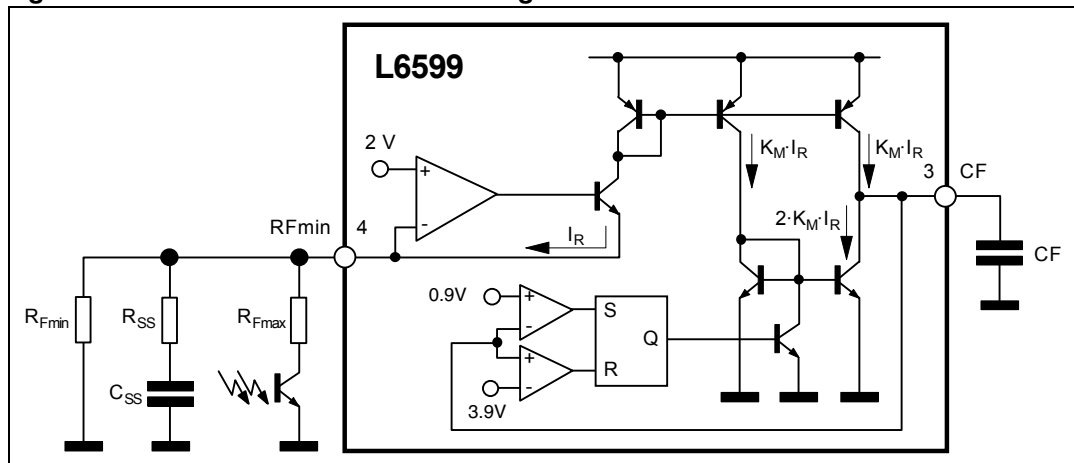 L6599
2 V
+
-
K_M·I_R
K_M·I_R
3
CF
2·K_M·I_R
RFmin
4
I_R
CF
0.9V
+
-
S
Q
+
-
R
3.9V
R_Fmin
R_SS
R_Fmax
C_SS